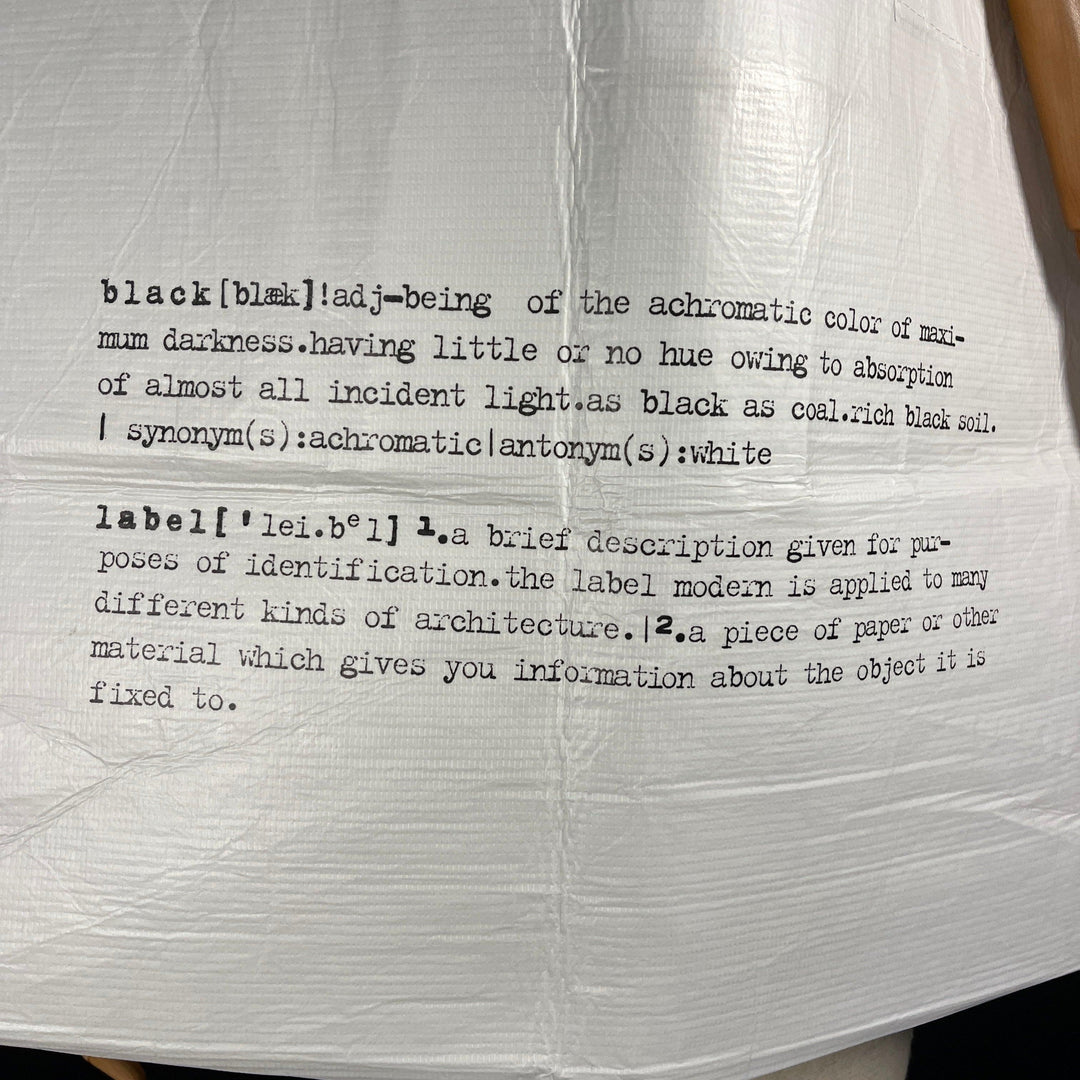 black[blæk]!adj-being of the achromatic color of maxi-
mum darkness.having little or no hue owing to absorption
of almost all incident light.as black as coal.rich black soil.
| synonym(s):achromatic|antonym(s):white
label['lei.bᵉl] 1.a brief description given for pur-
poses of identification.the label modern is applied to many
different kinds of architecture.|2.a piece of paper or other
material which gives you information about the object it is
fixed to.